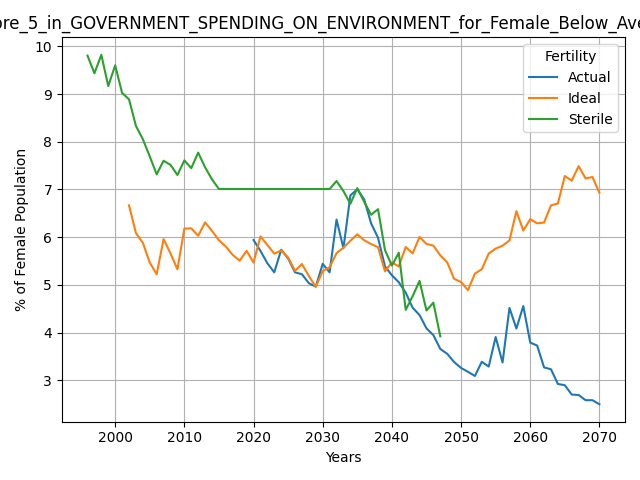 ore_5_in_GOVERNMENT_SPENDING_ON_ENVIRONMENT_for_Female_Below_Ave
Fertility
Actual
Ideal
Sterile
% of Female Population
10
9
8
7
6
5
4
3
2000
2010
2020
2030
2040
2050
2060
2070
Years